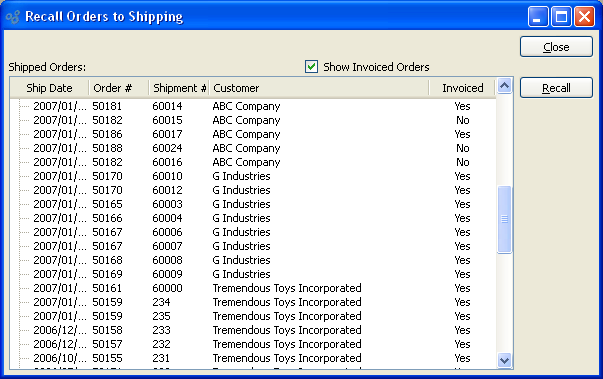 Recall Orders to Shipping
Close
Shipped Orders: Show Invoiced Orders
Recall
Ship Date Order # Shipment # Customer Invoiced
2007/01/... 50181 60014 ABC Company Yes
2007/01/... 50182 60015 ABC Company No
2007/01/... 50186 60017 ABC Company Yes
2007/01/... 50188 60024 ABC Company No
2007/01/... 50182 60016 ABC Company No
2007/01/... 50170 60010 G Industries Yes
2007/01/... 50170 60012 G Industries Yes
2007/01/... 50165 60003 G Industries Yes
2007/01/... 50166 60004 G Industries Yes
2007/01/... 50167 60006 G Industries Yes
2007/01/... 50167 60007 G Industries Yes
2007/01/... 50168 60008 G Industries Yes
2007/01/... 50169 60009 G Industries Yes
2007/01/... 50161 60000 Tremendous Toys Incorporated Yes
2007/01/... 50159 234 Tremendous Toys Incorporated Yes
2007/01/... 50159 235 Tremendous Toys Incorporated Yes
2006/12/... 50158 233 Tremendous Toys Incorporated Yes
2006/12/... 50157 232 Tremendous Toys Incorporated Yes
2006/10/... 50155 231 Tremendous Toys Incorporated Yes